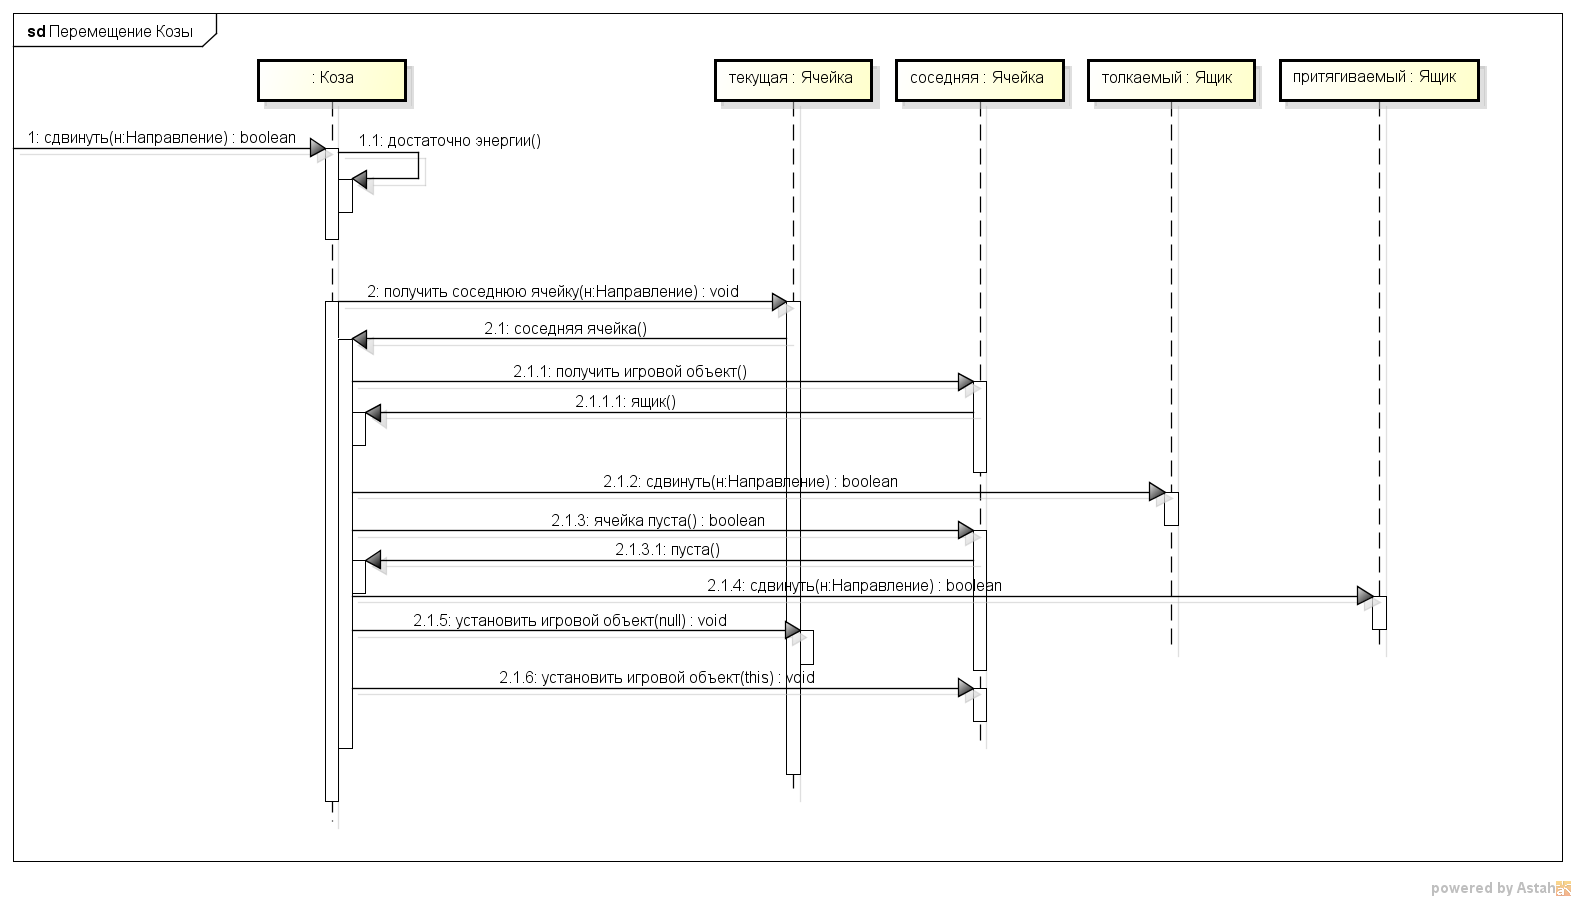 sd Перемещение Козы
: Коза
текущая : Ячейка
соседняя : Ячейка
толкаемый : Ящик
притягиваемый : Ящик
1: сдвинуть(н:Направление) : boolean
1.1: достаточно энергии()
2: получить соседнюю ячейку(н:Направление) : void
2.1: соседняя ячейка()
2.1.1: получить игровой объект()
2.1.1.1: ящик()
2.1.2: сдвинуть(н:Направление) : boolean
2.1.3: ячейка пуста() : boolean
2.1.3.1: пуста()
2.1.4: сдвинуть(н:Направление) : boolean
2.1.5: установить игровой объект(null) : void
2.1.6: установить игровой объект(this) : void
powered by Astah